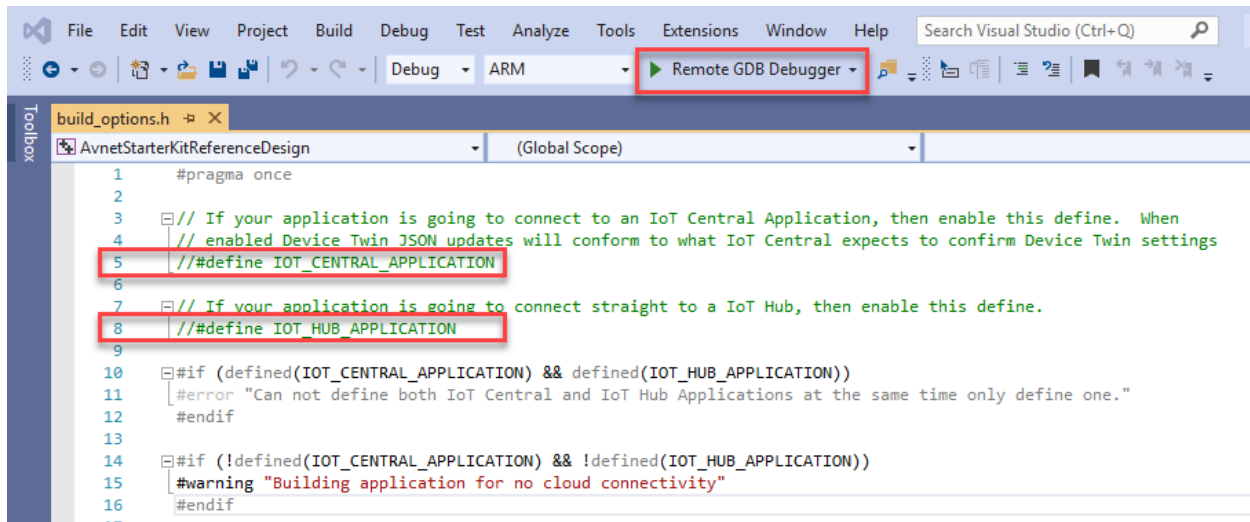 File Edit View Project Build Debug Test Analyze Tools Extensions Window Help Search Visual Studio (Ctrl+Q)
Debug ARM Remote GDB Debugger
Toolbox
build_options.h
AvnetStarterKitReferenceDesign (Global Scope)
1 #pragma once
2
3 // If your application is going to connect to an IoT Central Application, then enable this define.  When
4 // enabled Device Twin JSON updates will conform to what IoT Central expects to confirm Device Twin settings
5 //#define IOT_CENTRAL_APPLICATION
6
7 // If your application is going to connect straight to a IoT Hub, then enable this define.
8 //#define IOT_HUB_APPLICATION
9
10 #if (defined(IOT_CENTRAL_APPLICATION) && defined(IOT_HUB_APPLICATION))
11 #error "Can not define both IoT Central and IoT Hub Applications at the same time only define one."
12 #endif
13
14 #if (!defined(IOT_CENTRAL_APPLICATION) && !defined(IOT_HUB_APPLICATION))
15 #warning "Building application for no cloud connectivity"
16 #endif